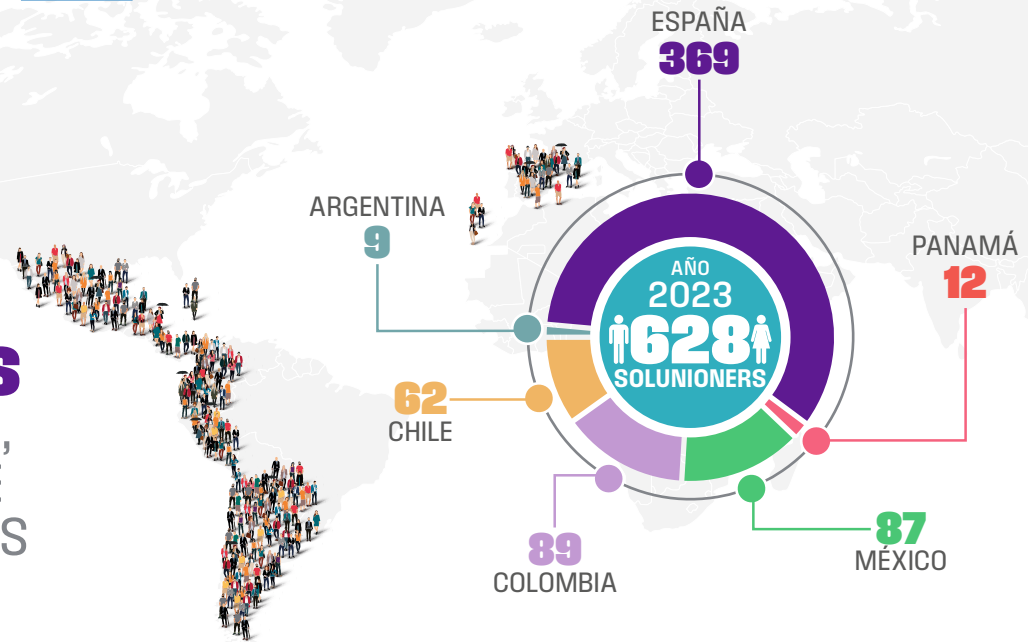 ESPAÑA
369
ARGENTINA
9
PANAMÁ
12
AÑO
2023
628
SOLUNIONERS
62
CHILE
89
COLOMBIA
87
MÉXICO
S
,
S